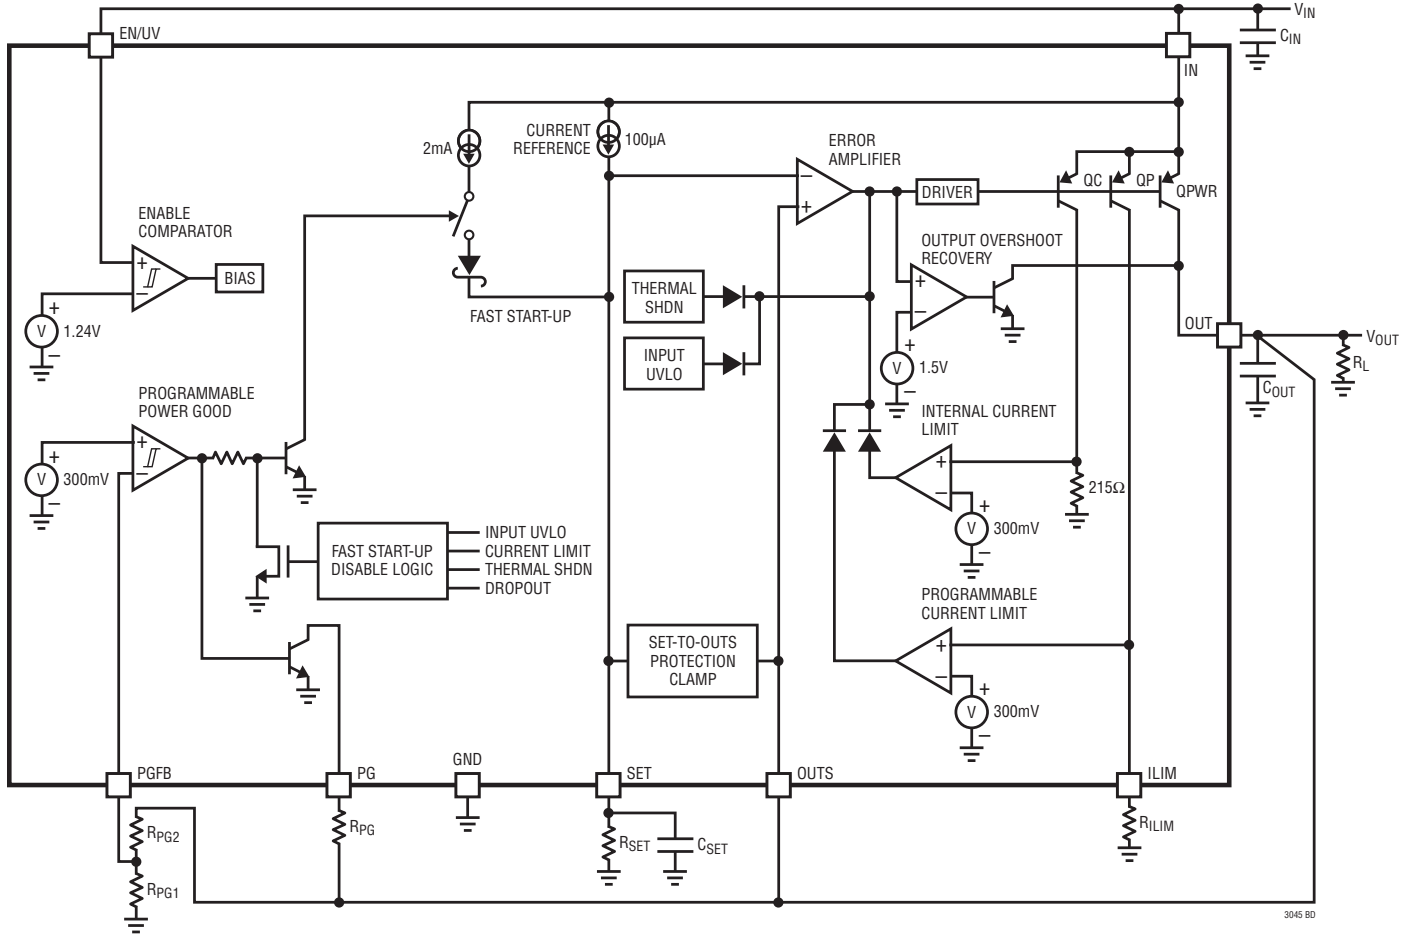 VIN
EN/UV
CIN
IN
CURRENT
REFERENCE
100µA
2mA
ERROR
AMPLIFIER
–
+
DRIVER
QC
QP
QPWR
ENABLE
COMPARATOR
+
–
BIAS
+
V
1.24V
–
FAST START-UP
THERMAL
SHDN
INPUT
UVLO
OUTPUT OVERSHOOT
RECOVERY
+
–
+
V
1.5V
–
OUT
VOUT
COUT
RL
PROGRAMMABLE
POWER GOOD
+
–
+
V
300mV
–
INTERNAL CURRENT
LIMIT
+
–
+
V
300mV
–
215Ω
FAST START-UP
DISABLE LOGIC
INPUT UVLO
CURRENT LIMIT
THERMAL SHDN
DROPOUT
PROGRAMMABLE
CURRENT LIMIT
+
–
+
V
300mV
–
SET-TO-OUTS
PROTECTION
CLAMP
PGFB
PG
GND
SET
OUTS
ILIM
RPG2
RPG1
RPG
RSET
CSET
RILIM
3045 BD